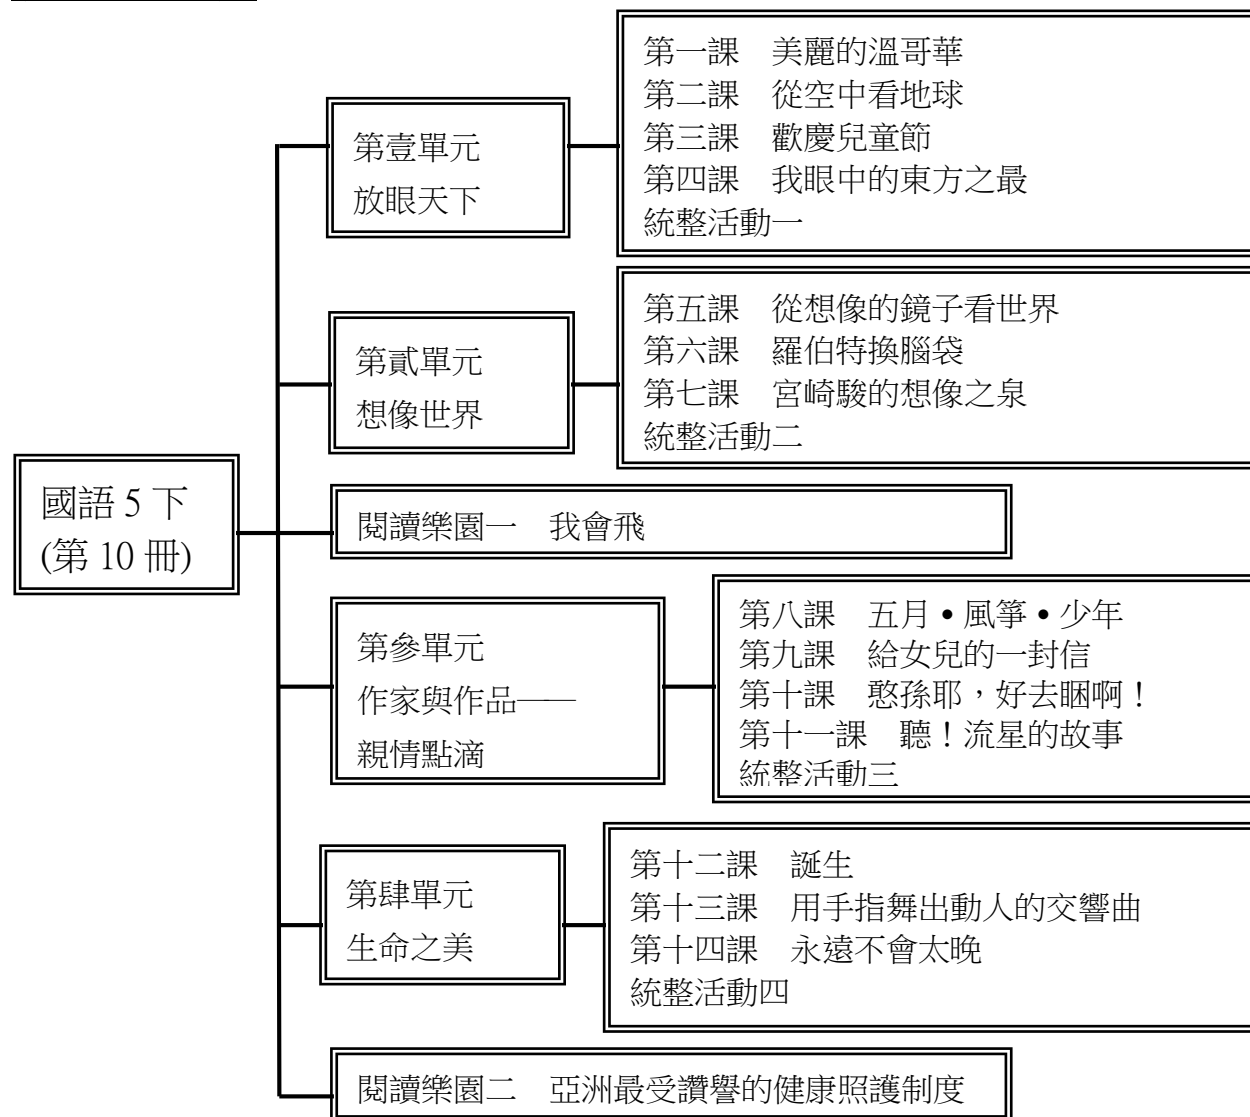 國語 5 下
(第 10 冊)
第壹單元
放眼天下
第一課　美麗的溫哥華
第二課　從空中看地球
第三課　歡慶兒童節
第四課　我眼中的東方之最
統整活動一
第貳單元
想像世界
第五課　從想像的鏡子看世界
第六課　羅伯特換腦袋
第七課　宮崎駿的想像之泉
統整活動二
閱讀樂園一　我會飛
第參單元
作家與作品——
親情點滴
第八課　五月•風箏•少年
第九課　給女兒的一封信
第十課　憨孫耶，好去睏啊！
第十一課　聽！流星的故事
統整活動三
第肆單元
生命之美
第十二課　誕生
第十三課　用手指舞出動人的交響曲
第十四課　永遠不會太晚
統整活動四
閱讀樂園二　亞洲最受讚譽的健康照護制度